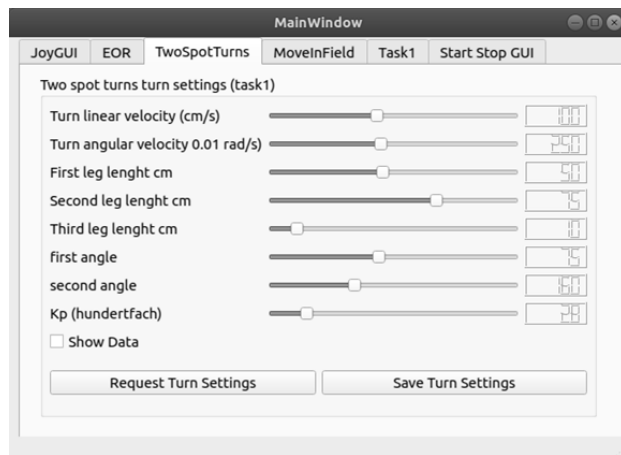 MainWindow
JoyGUI EOR TwoSpotTurns MoveInField Task1 Start Stop GUI
Two spot turns turn settings (task1)
Turn linear velocity (cm/s) 100
Turn angular velocity 0.01 rad/s) 250
First leg lenght cm 50
Second leg lenght cm 75
Third leg lenght cm 10
first angle 75
second angle 160
Kp (hundertfach) 28
Show Data
Request Turn Settings Save Turn Settings